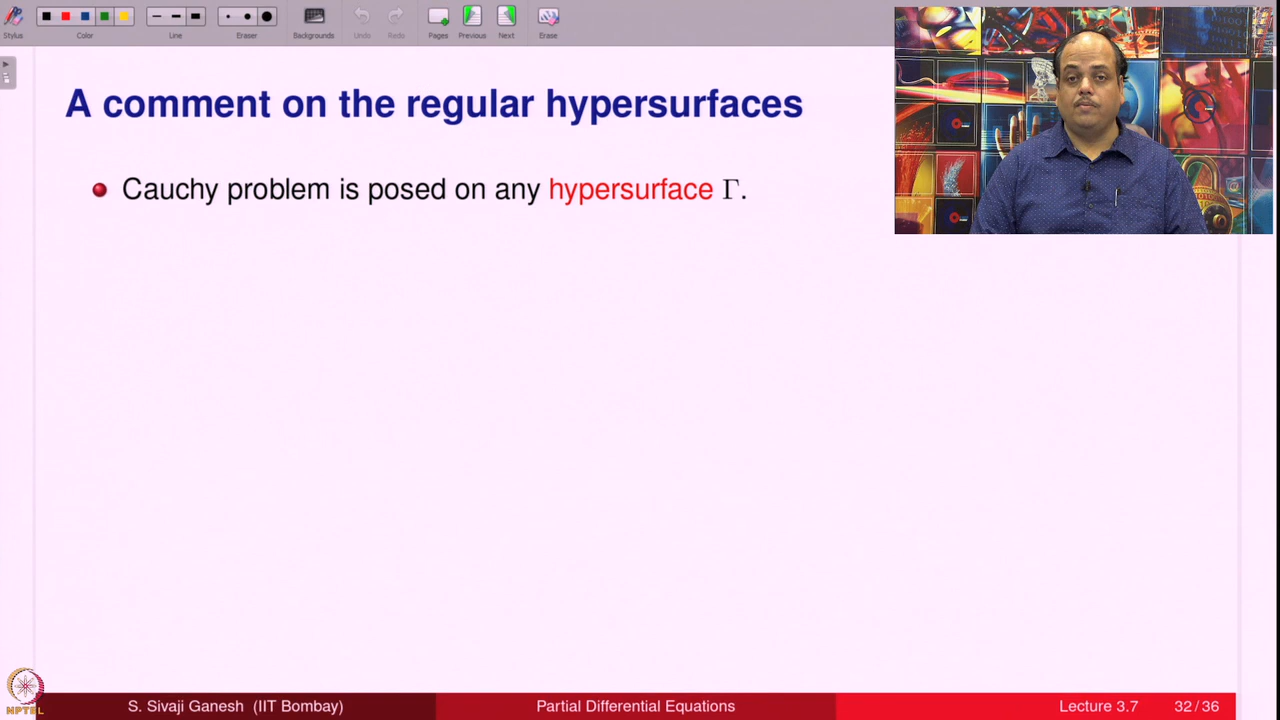 Stylus
Color
Line
Eraser
Backgrounds
Undo
Redo
Pages
Previous
Next
Erase
A comment on the regular hypersurfaces
Cauchy problem is posed on any hypersurface Γ.
NPTEL
S. Sivaji Ganesh (IIT Bombay)
Partial Differential Equations
Lecture 3.7
32 / 36